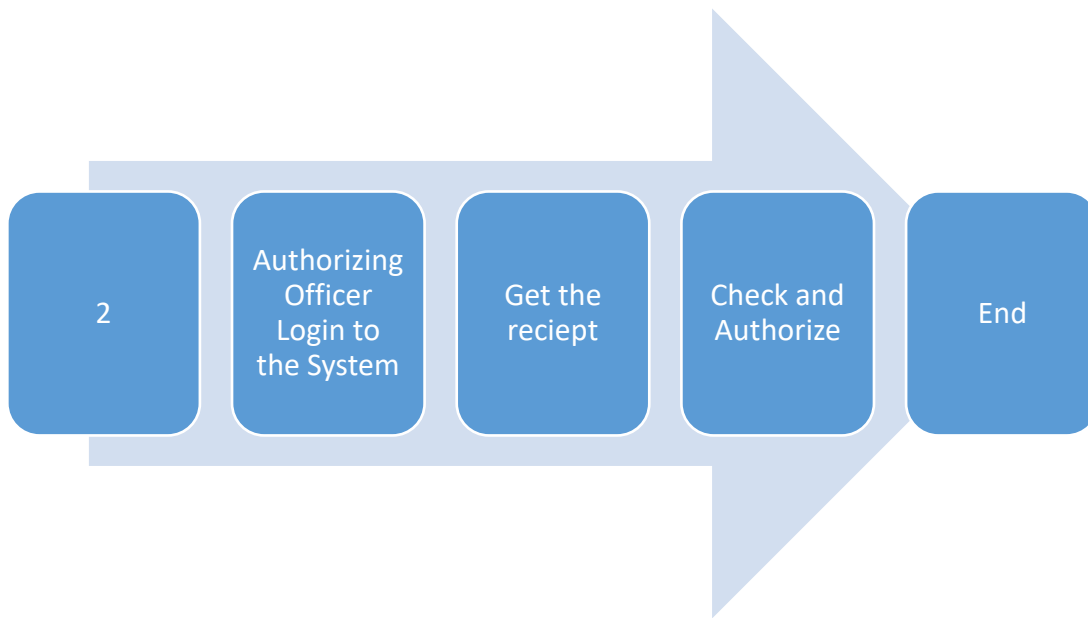 2
Authorizing
Officer
Login to
the System
Get the
reciept
Check and
Authorize
End